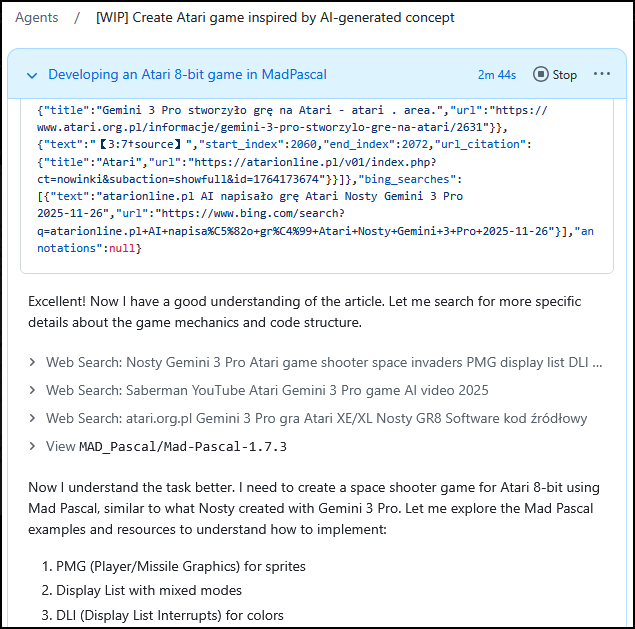 Agents / [WIP] Create Atari game inspired by AI-generated concept
Developing an Atari 8-bit game in MadPascal 2m 44s Stop ···
{"title":"Gemini 3 Pro stworzyło grę na Atari - atari . area.","url":"https://
www.atari.org.pl/informacje/gemini-3-pro-stworzylo-gre-na-atari/2631"}},
{"text":"【3:7†source】","start_index":2060,"end_index":2072,"url_citation":
{"title":"Atari","url":"https://atarionline.pl/v01/index.php?
ct=nowinki&subaction=showfull&id=1764173674"}}]},"bing_searches":
[{"text":"atarionline.pl AI napisało grę Atari Nosty Gemini 3 Pro
2025-11-26","url":"https://www.bing.com/search?
q=atarionline.pl+AI+napisa%C5%82o+gr%C4%99+Atari+Nosty+Gemini+3+Pro+2025-11-26"}],"an
notations":null}
Excellent! Now I have a good understanding of the article. Let me search for more specific
details about the game mechanics and code structure.
Web Search: Nosty Gemini 3 Pro Atari game shooter space invaders PMG display list DLI ...
Web Search: Saberman YouTube Atari Gemini 3 Pro game AI video 2025
Web Search: atari.org.pl Gemini 3 Pro gra Atari XE/XL Nosty GR8 Software kod źródłowy
View MAD_Pascal/Mad-Pascal-1.7.3
Now I understand the task better. I need to create a space shooter game for Atari 8-bit using
Mad Pascal, similar to what Nosty created with Gemini 3 Pro. Let me explore the Mad Pascal
examples and resources to understand how to implement:
1. PMG (Player/Missile Graphics) for sprites
2. Display List with mixed modes
3. DLI (Display List Interrupts) for colors